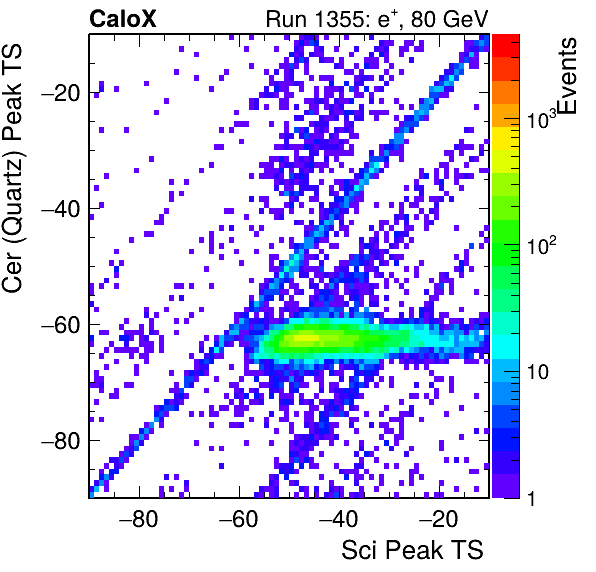 CaloX Run 1355: e+, 80 GeV
Cer (Quartz) Peak TS
−20
−40
−60
−80
−80 −60 −40 −20
Sci Peak TS
Events
10³
10²
10
1